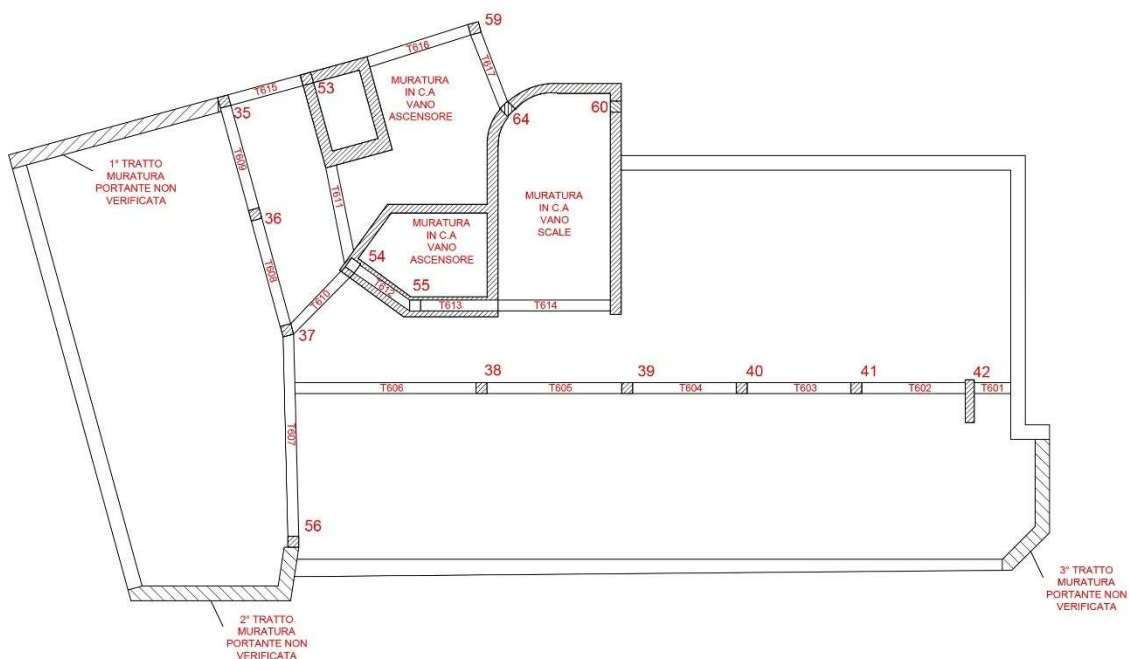 59
T616
T617
53
T615
MURATURA
IN C.A
VANO
ASCENSORE
60
64
35
1° TRATTO
MURATURA
PORTANTE NON
VERIFICATA
T609
36
T611
MURATURA
IN C.A
VANO
SCALE
MURATURA
IN C.A
VANO
ASCENSORE
54
T608
T612
55
T610
T613
T614
37
38
39
40
41
42
T606
T605
T604
T603
T602
T601
T607
56
3° TRATTO
MURATURA
PORTANTE NON
VERIFICATA
2° TRATTO
MURATURA
PORTANTE NON
VERIFICATA